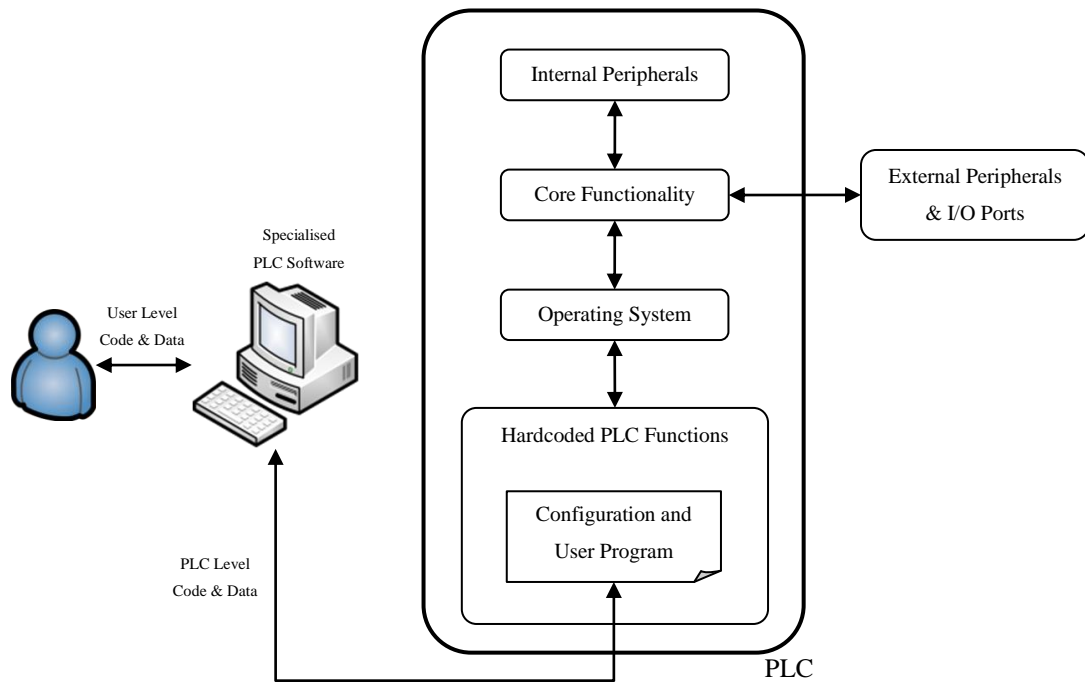 Internal Peripherals
Core Functionality
External Peripherals
& I/O Ports
Specialised
PLC Software
User Level
Code & Data
Operating System
Hardcoded PLC Functions
Configuration and
User Program
PLC Level
Code & Data
PLC